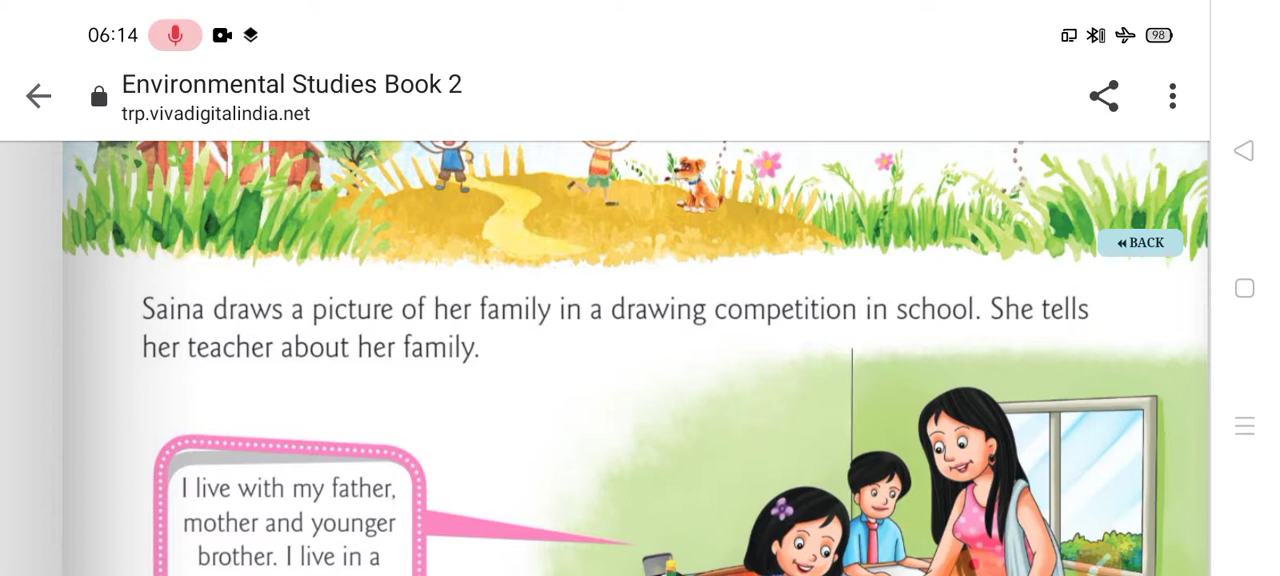 06:14
98
Environmental Studies Book 2
trp.vivadigitalindia.net
BACK
Saina draws a picture of her family in a drawing competition in school. She tells
her teacher about her family.
I live with my father,
mother and younger
brother. I live in a